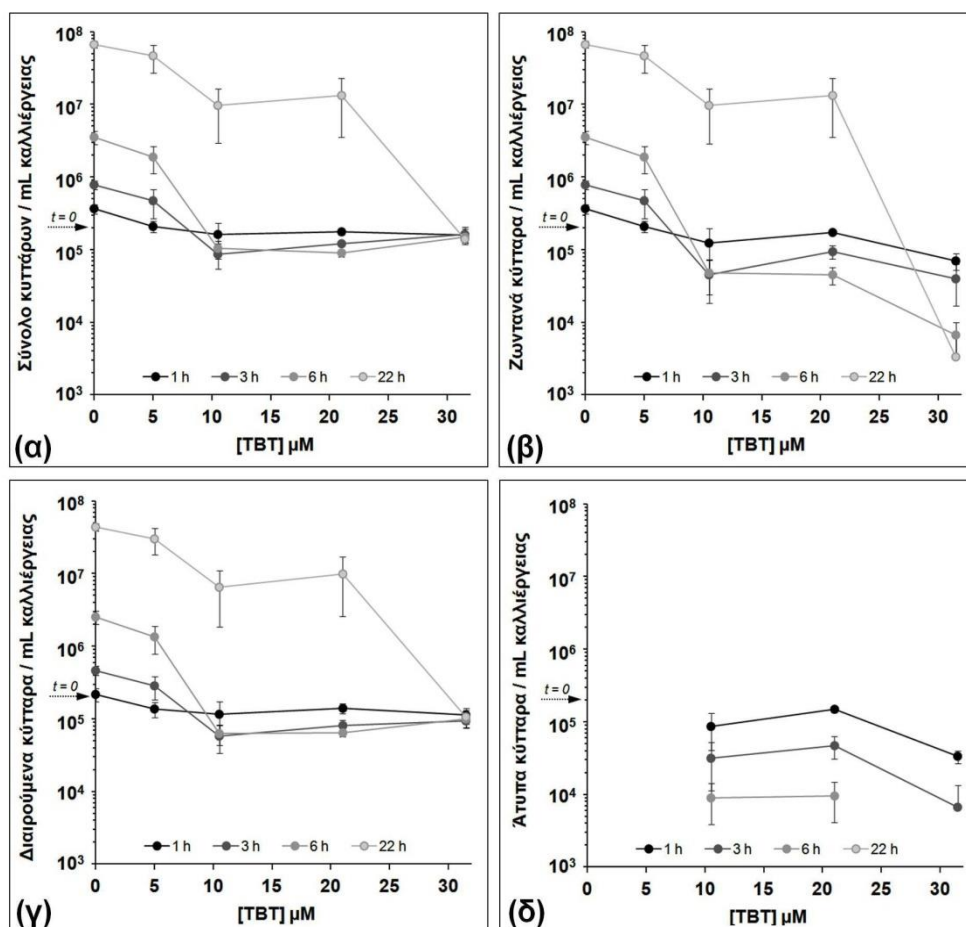 10⁸
10⁷
10⁶
10⁵
10⁴
10³
t = 0
Σύνολο κυττάρων / mL καλλιέργειας
1 h 3 h 6 h 22 h
0 5 10 15 20 25 30
[TBT] μM
(α)
10⁸
10⁷
10⁶
10⁵
10⁴
10³
t = 0
Ζωντανά κύτταρα / mL καλλιέργειας
1 h 3 h 6 h 22 h
0 5 10 15 20 25 30
[TBT] μM
(β)
10⁸
10⁷
10⁶
10⁵
10⁴
10³
t = 0
Διαιρούμενα κύτταρα / mL καλλιέργειας
1 h 3 h 6 h 22 h
0 5 10 15 20 25 30
[TBT] μM
(γ)
10⁸
10⁷
10⁶
10⁵
10⁴
10³
t = 0
Άτυπα κύτταρα / mL καλλιέργειας
1 h 3 h 6 h 22 h
0 5 10 15 20 25 30
[TBT] μM
(δ)